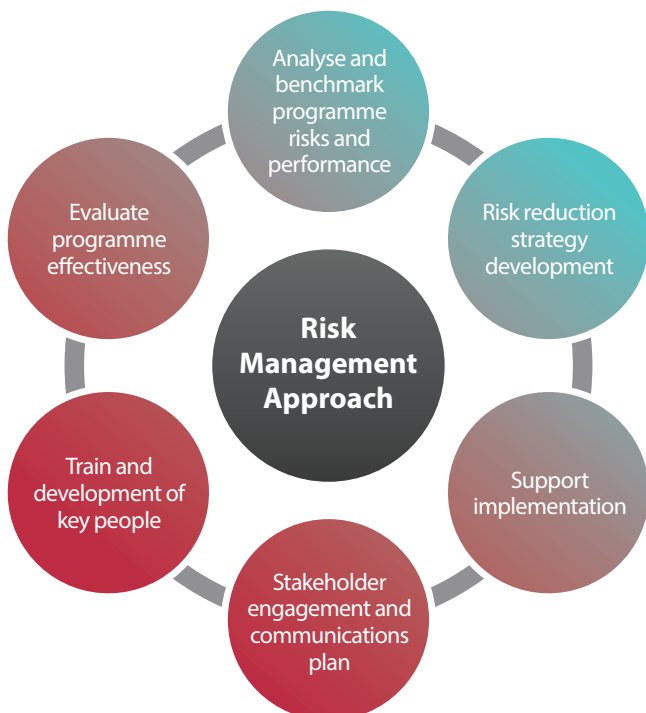 Analyse and
benchmark
programme
risks and
performance
Risk reduction
strategy
development
Support
implementation
Stakeholder
engagement and
communications
plan
Train and
development of
key people
Evaluate
programme
effectiveness
Risk
Management
Approach